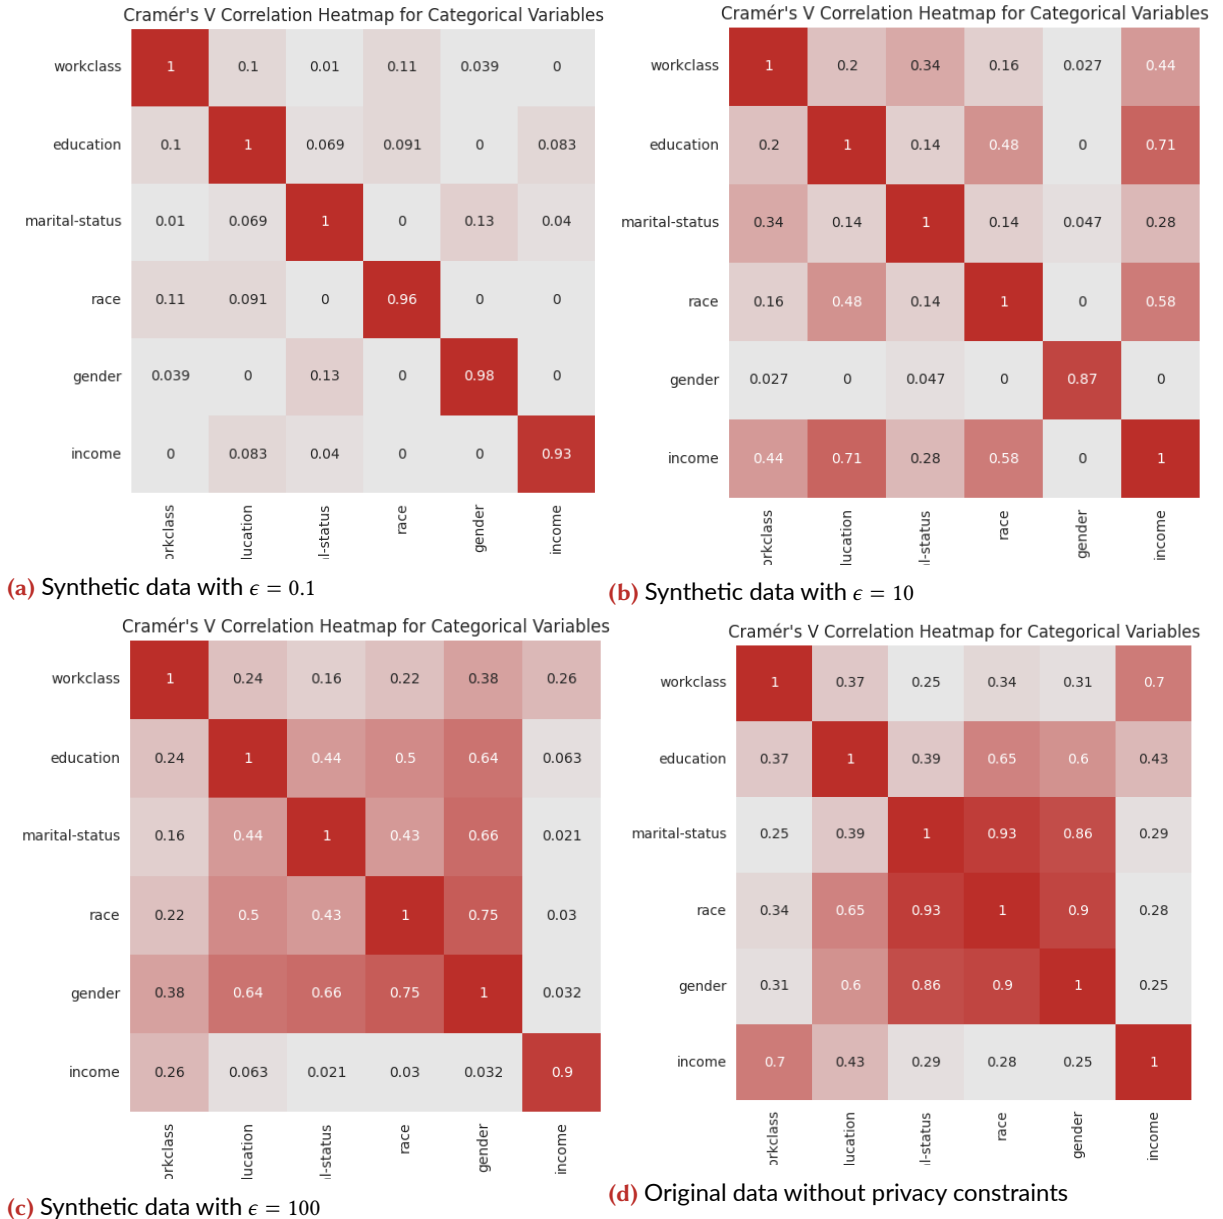 Cramér's V Correlation Heatmap for Categorical Variables
workclass 1 0.1 0.01 0.11 0.039 0
education 0.1 1 0.069 0.091 0 0.083
marital-status 0.01 0.069 1 0 0.13 0.04
race 0.11 0.091 0 0.96 0 0
gender 0.039 0 0.13 0 0.98 0
income 0 0.083 0.04 0 0 0.93
orkclass lucation l-status race gender income
(a) Synthetic data with ϵ = 0.1
Cramér's V Correlation Heatmap for Categorical Variables
workclass 1 0.2 0.34 0.16 0.027 0.44
education 0.2 1 0.14 0.48 0 0.71
marital-status 0.34 0.14 1 0.14 0.047 0.28
race 0.16 0.48 0.14 1 0 0.58
gender 0.027 0 0.047 0 0.87 0
income 0.44 0.71 0.28 0.58 0 1
orkclass lucation l-status race gender income
(b) Synthetic data with ϵ = 10
Cramér's V Correlation Heatmap for Categorical Variables
workclass 1 0.24 0.16 0.22 0.38 0.26
education 0.24 1 0.44 0.5 0.64 0.063
marital-status 0.16 0.44 1 0.43 0.66 0.021
race 0.22 0.5 0.43 1 0.75 0.03
gender 0.38 0.64 0.66 0.75 1 0.032
income 0.26 0.063 0.021 0.03 0.032 0.9
orkclass lucation l-status race gender income
(c) Synthetic data with ϵ = 100
Cramér's V Correlation Heatmap for Categorical Variables
workclass 1 0.37 0.25 0.34 0.31 0.7
education 0.37 1 0.39 0.65 0.6 0.43
marital-status 0.25 0.39 1 0.93 0.86 0.29
race 0.34 0.65 0.93 1 0.9 0.28
gender 0.31 0.6 0.86 0.9 1 0.25
income 0.7 0.43 0.29 0.28 0.25 1
orkclass lucation l-status race gender income
(d) Original data without privacy constraints